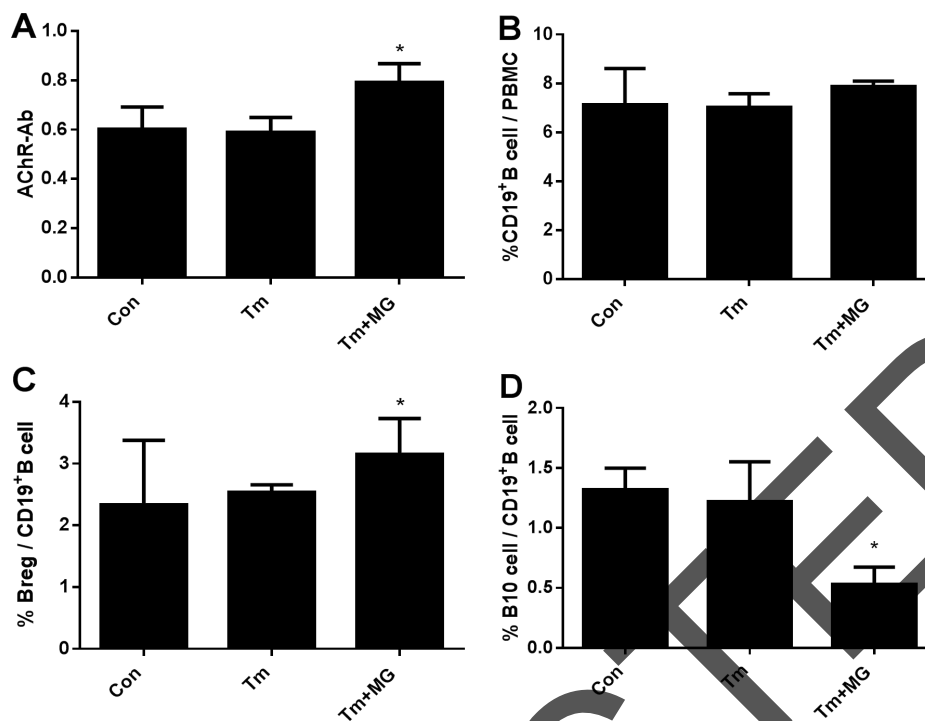 A
1.0
0.8
0.6
0.4
0.2
0.0
AChR-Ab
*
Con
Tm
Tm+MG
B
10
8
6
4
2
0
%CD19⁺B cell / PBMC
Con
Tm
Tm+MG
C
4
3
2
1
0
% Breg / CD19⁺B cell
*
Con
Tm
Tm+MG
D
2.0
1.5
1.0
0.5
0.0
% B10 cell / CD19⁺B cell
*
Con
Tm
Tm+MG